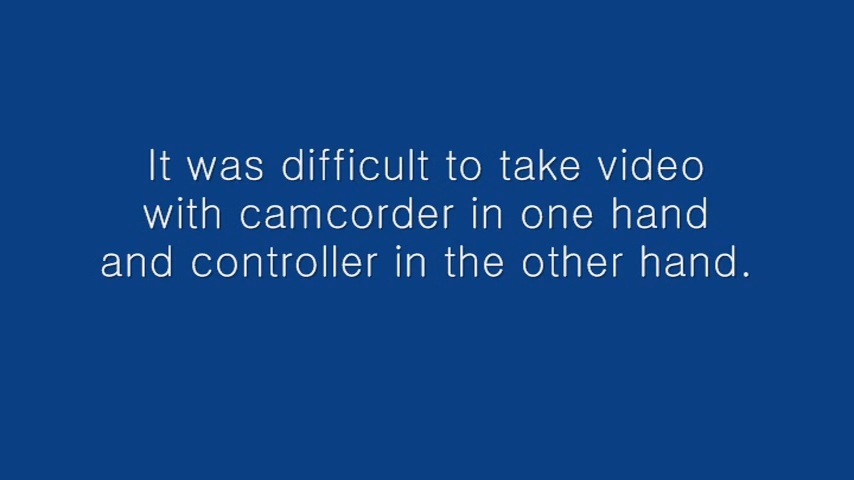 It was difficult to take video
with camcorder in one hand
and controller in the other hand.